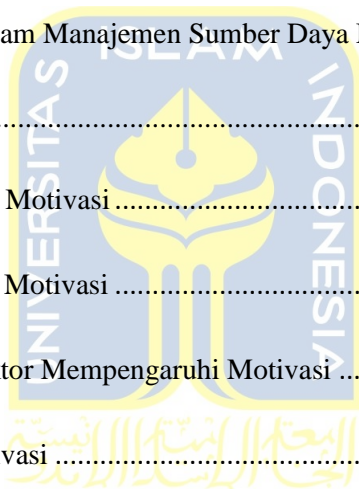 am Manajemen Sumber Daya
ISLAM
UNIVERSITAS
INDONESIA
................................................
Motivasi ................................
Motivasi ................................
tor Mempengaruhi Motivasi ...
vasi ........................................